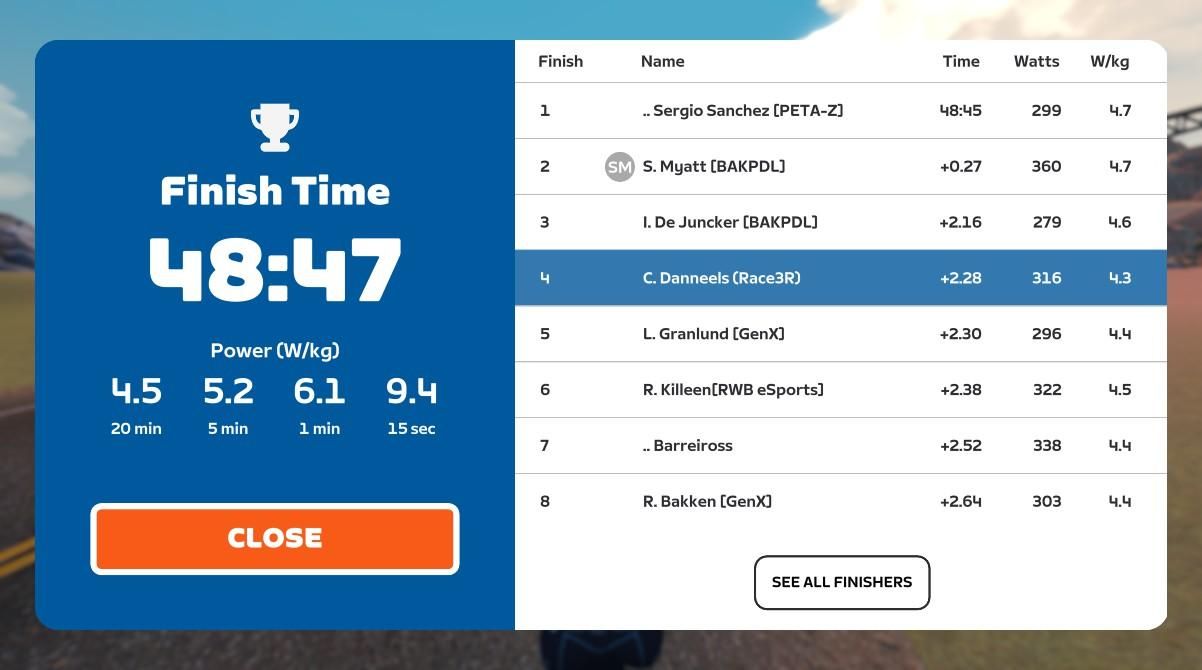 Finish Time
48:47
Power (W/kg)
4.5 5.2 6.1 9.4
20 min 5 min 1 min 15 sec
CLOSE
Finish Name Time Watts W/kg
1 .. Sergio Sanchez [PETA-Z] 48:45 299 4.7
2 SM S. Myatt [BAKPDL] +0.27 360 4.7
3 I. De Juncker [BAKPDL] +2.16 279 4.6
4 C. Danneels (Race3R) +2.28 316 4.3
5 L. Granlund [GenX] +2.30 296 4.4
6 R. Killeen[RWB eSports] +2.38 322 4.5
7 .. Barreiross +2.52 338 4.4
8 R. Bakken [GenX] +2.64 303 4.4
SEE ALL FINISHERS